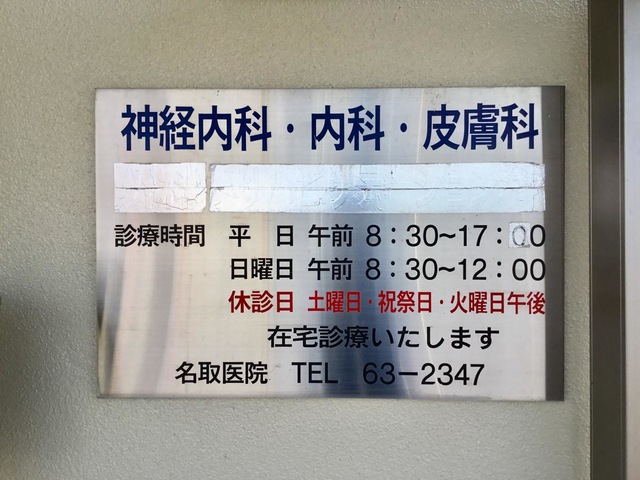 神経内科・内科・皮膚科
診療時間 平 日 午前 8:30~17:00
日曜日 午前 8:30~12:00
休診日 土曜日・祝祭日・火曜日午後
在宅診療いたします
名取医院 TEL 63-2347